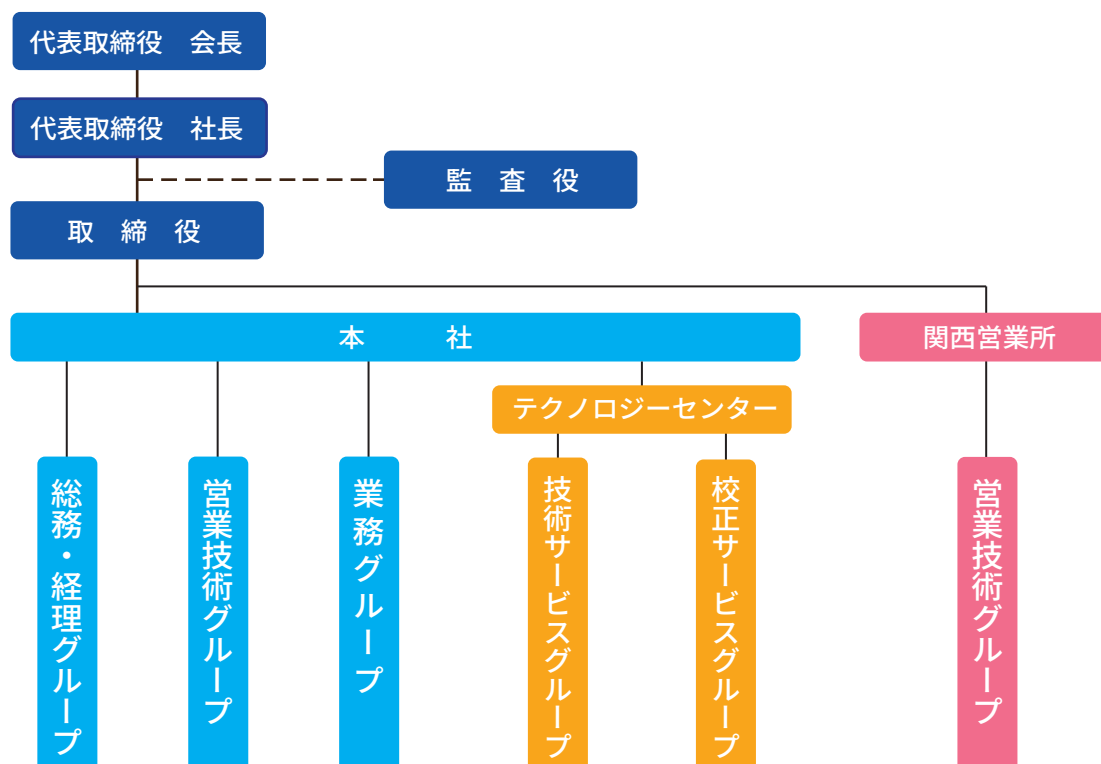 代表取締役　会長
代表取締役　社長
監　査　役
取　締　役
本　　　社
関西営業所
テクノロジーセンター
総務・経理グループ
営業技術グループ
業務グループ
技術サービスグループ
校正サービスグループ
営業技術グループ